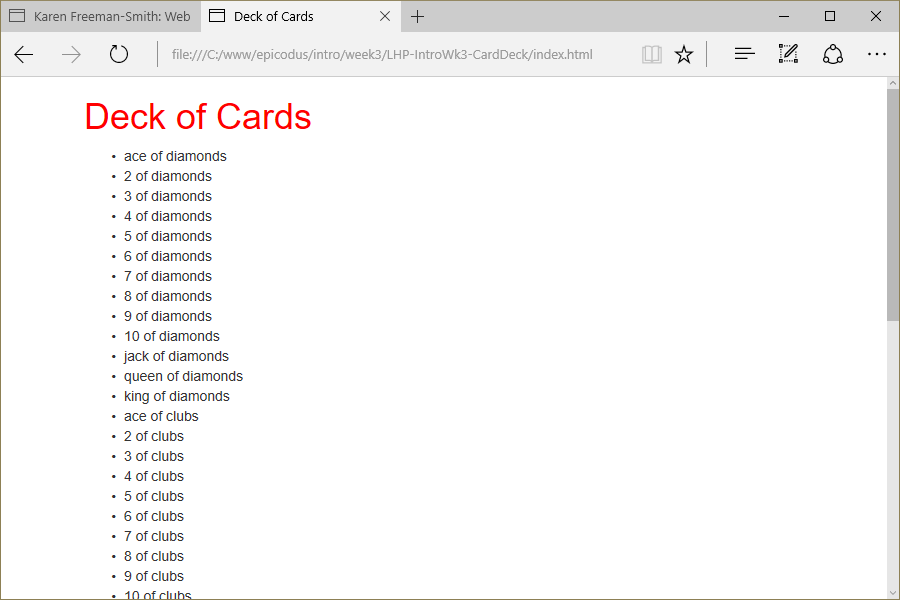 Karen Freeman-Smith: Web
Deck of Cards
file:///C:/www/epicodus/intro/week3/LHP-IntroWk3-CardDeck/index.html
Deck of Cards
• ace of diamonds
• 2 of diamonds
• 3 of diamonds
• 4 of diamonds
• 5 of diamonds
• 6 of diamonds
• 7 of diamonds
• 8 of diamonds
• 9 of diamonds
• 10 of diamonds
• jack of diamonds
• queen of diamonds
• king of diamonds
• ace of clubs
• 2 of clubs
• 3 of clubs
• 4 of clubs
• 5 of clubs
• 6 of clubs
• 7 of clubs
• 8 of clubs
• 9 of clubs
• 10 of clubs